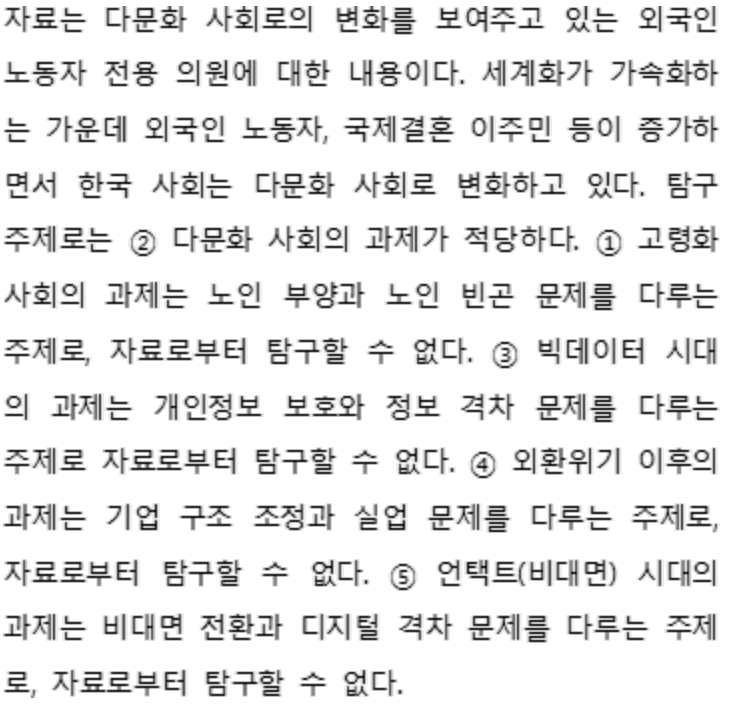 자료는 다문화 사회로의 변화를 보여주고 있는 외국인
노동자 전용 의원에 대한 내용이다. 세계화가 가속화하
는 가운데 외국인 노동자, 국제결혼 이주민 등이 증가하
면서 한국 사회는 다문화 사회로 변화하고 있다. 탐구
주제로는 ② 다문화 사회의 과제가 적당하다. ① 고령화
사회의 과제는 노인 부양과 노인 빈곤 문제를 다루는
주제로, 자료로부터 탐구할 수 없다. ③ 빅데이터 시대
의 과제는 개인정보 보호와 정보 격차 문제를 다루는
주제로 자료로부터 탐구할 수 없다. ④ 외환위기 이후의
과제는 기업 구조 조정과 실업 문제를 다루는 주제로,
자료로부터 탐구할 수 없다. ⑤ 언택트(비대면) 시대의
과제는 비대면 전환과 디지털 격차 문제를 다루는 주제
로, 자료로부터 탐구할 수 없다.